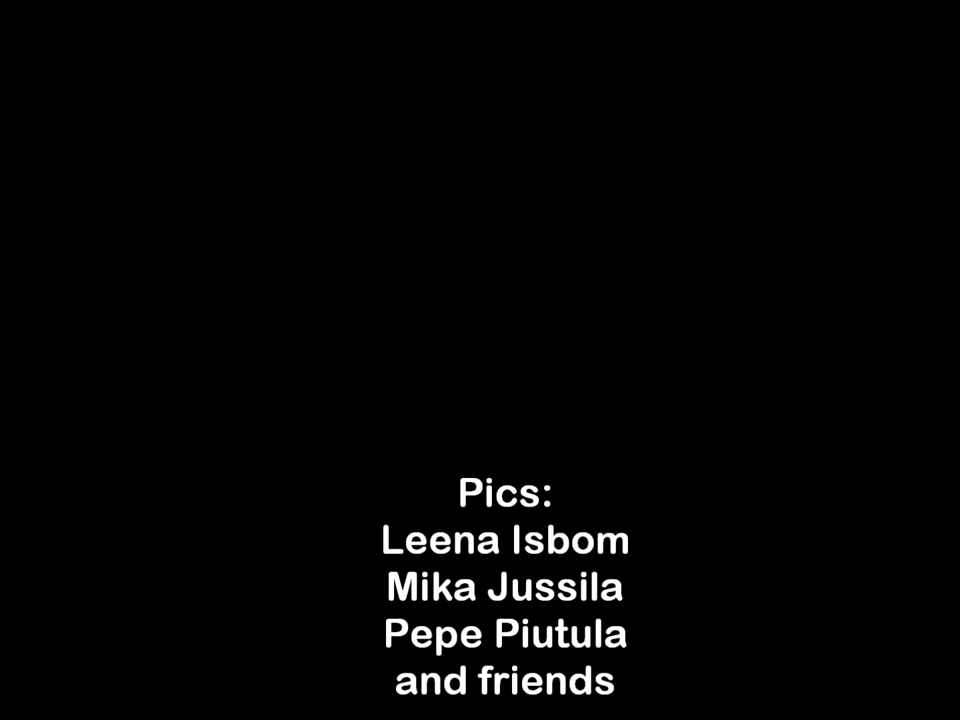 Pics:
Leena Isbom
Mika Jussila
Pepe Piutula
and friends